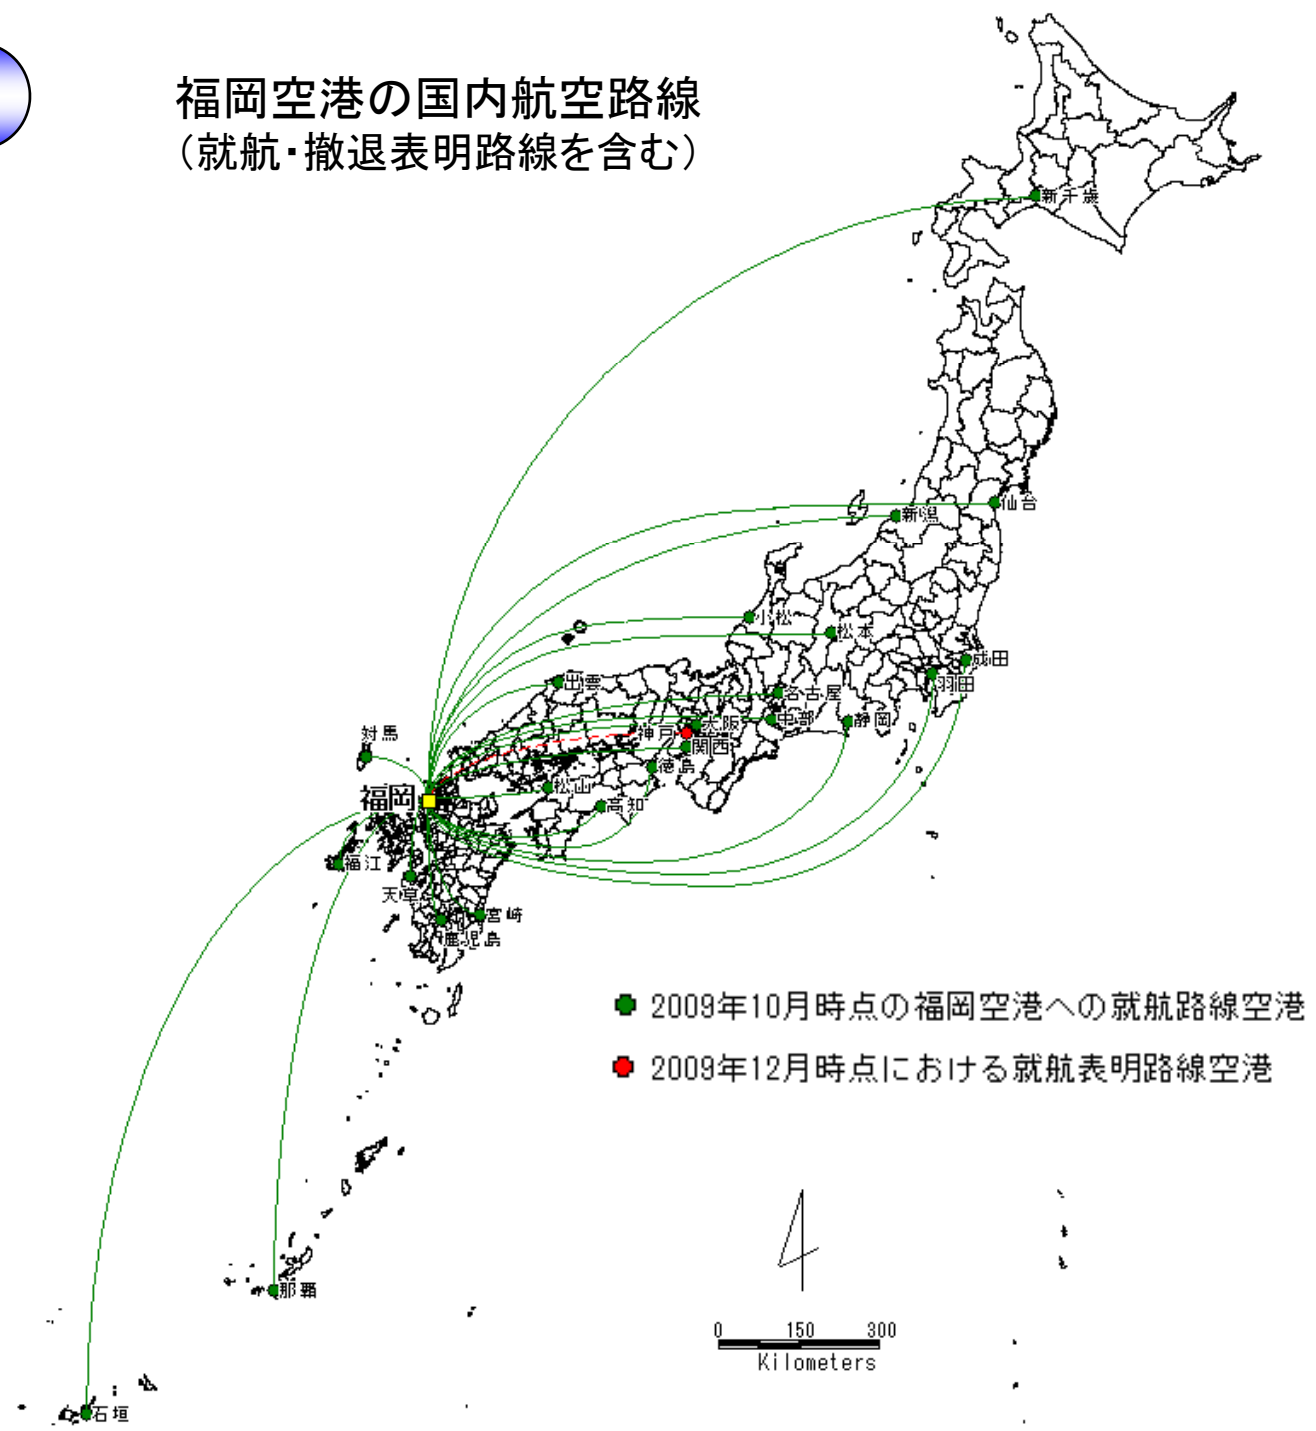 福岡空港の国内航空路線
（就航・撤退表明路線を含む）
新千歳
仙台
新潟
小松
松本
成田
羽田
出雲
名古屋
対馬
大阪
中部
静岡
神戸
関西
徳島
松山
福岡
高知
福江
天草
宮崎
鹿児島
2009年10月時点の福岡空港への就航路線空港
2009年12月時点における就航表明路線空港
那覇
0 150 300
Kilometers
石垣